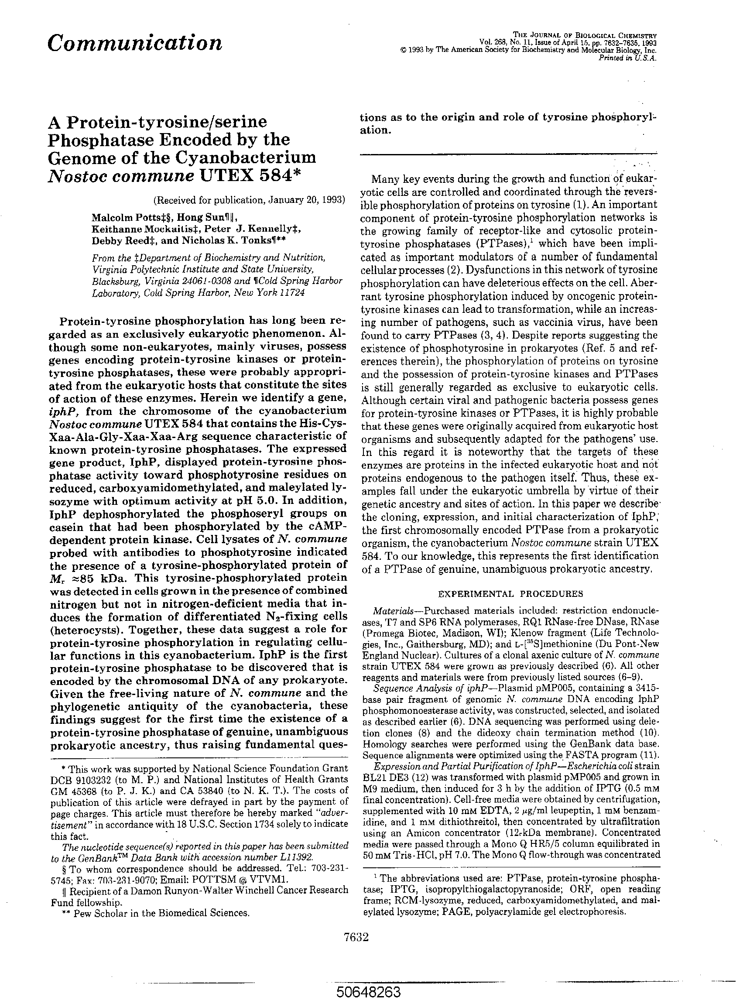 Communication
THE JOURNAL OF BIOLOGICAL CHEMISTRY
Vol. 268, No. 11, Issue of April 15, pp. 7632-7635, 1993
© 1993 by The American Society for Biochemistry and Molecular Biology, Inc.
Printed in U.S.A.
A Protein-tyrosine/serine
Phosphatase Encoded by the
Genome of the Cyanobacterium
Nostoc commune UTEX 584*
(Received for publication, January 20, 1993)
Malcolm Potts‡§, Hong Sun¶‖,
Keithanne Mockaitis‡, Peter J. Kennelly‡,
Debby Reed‡, and Nicholas K. Tonks¶**
From the ‡Department of Biochemistry and Nutrition,
Virginia Polytechnic Institute and State University,
Blacksburg, Virginia 24061-0308 and ¶Cold Spring Harbor
Laboratory, Cold Spring Harbor, New York 11724
Protein-tyrosine phosphorylation has long been re-
garded as an exclusively eukaryotic phenomenon. Al-
though some non-eukaryotes, mainly viruses, possess
genes encoding protein-tyrosine kinases or protein-
tyrosine phosphatases, these were probably appropri-
ated from the eukaryotic hosts that constitute the sites
of action of these enzymes. Herein we identify a gene,
iphP, from the chromosome of the cyanobacterium
Nostoc commune UTEX 584 that contains the His-Cys-
Xaa-Ala-Gly-Xaa-Xaa-Arg sequence characteristic of
known protein-tyrosine phosphatases. The expressed
gene product, IphP, displayed protein-tyrosine phos-
phatase activity toward phosphotyrosine residues on
reduced, carboxyamidomethylated, and maleylated ly-
sozyme with optimum activity at pH 5.0. In addition,
IphP dephosphorylated the phosphoseryl groups on
casein that had been phosphorylated by the cAMP-
dependent protein kinase. Cell lysates of N. commune
probed with antibodies to phosphotyrosine indicated
the presence of a tyrosine-phosphorylated protein of
Mr ≈85 kDa. This tyrosine-phosphorylated protein
was detected in cells grown in the presence of combined
nitrogen but not in nitrogen-deficient media that in-
duces the formation of differentiated N₂-fixing cells
(heterocysts). Together, these data suggest a role for
protein-tyrosine phosphorylation in regulating cellu-
lar functions in this cyanobacterium. IphP is the first
protein-tyrosine phosphatase to be discovered that is
encoded by the chromosomal DNA of any prokaryote.
Given the free-living nature of N. commune and the
phylogenetic antiquity of the cyanobacteria, these
findings suggest for the first time the existence of a
protein-tyrosine phosphatase of genuine, unambiguous
prokaryotic ancestry, thus raising fundamental ques-
* This work was supported by National Science Foundation Grant
DCB 9103232 (to M. P.) and National Institutes of Health Grants
GM 45368 (to P. J. K.) and CA 53840 (to N. K. T.). The costs of
publication of this article were defrayed in part by the payment of
page charges. This article must therefore be hereby marked "adver-
tisement" in accordance with 18 U.S.C. Section 1734 solely to indicate
this fact.
The nucleotide sequence(s) reported in this paper has been submitted
to the GenBank™ Data Bank with accession number L11392.
§ To whom correspondence should be addressed. Tel.: 703-231-
5745; Fax: 703-231-9070; Email: POTTSM @ VTVM1.
‖ Recipient of a Damon Runyon-Walter Winchell Cancer Research
Fund fellowship.
** Pew Scholar in the Biomedical Sciences.
tions as to the origin and role of tyrosine phosphoryl-
ation.
Many key events during the growth and function of eukar-
yotic cells are controlled and coordinated through the revers-
ible phosphorylation of proteins on tyrosine (1). An important
component of protein-tyrosine phosphorylation networks is
the growing family of receptor-like and cytosolic protein-
tyrosine phosphatases (PTPases),¹ which have been impli-
cated as important modulators of a number of fundamental
cellular processes (2). Dysfunctions in this network of tyrosine
phosphorylation can have deleterious effects on the cell. Aber-
rant tyrosine phosphorylation induced by oncogenic protein-
tyrosine kinases can lead to transformation, while an increas-
ing number of pathogens, such as vaccinia virus, have been
found to carry PTPases (3, 4). Despite reports suggesting the
existence of phosphotyrosine in prokaryotes (Ref. 5 and ref-
erences therein), the phosphorylation of proteins on tyrosine
and the possession of protein-tyrosine kinases and PTPases
is still generally regarded as exclusive to eukaryotic cells.
Although certain viral and pathogenic bacteria possess genes
for protein-tyrosine kinases or PTPases, it is highly probable
that these genes were originally acquired from eukaryotic host
organisms and subsequently adapted for the pathogens' use.
In this regard it is noteworthy that the targets of these
enzymes are proteins in the infected eukaryotic host and not
proteins endogenous to the pathogen itself. Thus, these ex-
amples fall under the eukaryotic umbrella by virtue of their
genetic ancestry and sites of action. In this paper we describe
the cloning, expression, and initial characterization of IphP,
the first chromosomally encoded PTPase from a prokaryotic
organism, the cyanobacterium Nostoc commune strain UTEX
584. To our knowledge, this represents the first identification
of a PTPase of genuine, unambiguous prokaryotic ancestry.
EXPERIMENTAL PROCEDURES
Materials—Purchased materials included: restriction endonucle-
ases, T7 and SP6 RNA polymerases, RQ1 RNase-free DNase, RNase
(Promega Biotec, Madison, WI); Klenow fragment (Life Technolo-
gies, Inc., Gaithersburg, MD); and L-[³⁵S]methionine (Du Pont-New
England Nuclear). Cultures of a clonal axenic culture of N. commune
strain UTEX 584 were grown as previously described (6). All other
reagents and materials were from previously listed sources (6-9).
Sequence Analysis of iphP—Plasmid pMP005, containing a 3415-
base pair fragment of genomic N. commune DNA encoding IphP
phosphomonoesterase activity, was constructed, selected, and isolated
as described earlier (6). DNA sequencing was performed using dele-
tion clones (8) and the dideoxy chain termination method (10).
Homology searches were performed using the GenBank data base.
Sequence alignments were optimized using the FASTA program (11).
Expression and Partial Purification of IphP—Escherichia coli strain
BL21 DE3 (12) was transformed with plasmid pMP005 and grown in
M9 medium, then induced for 3 h by the addition of IPTG (0.5 mM
final concentration). Cell-free media were obtained by centrifugation,
supplemented with 10 mM EDTA, 2 μg/ml leupeptin, 1 mM benzam-
idine, and 1 mM dithiothreitol, then concentrated by ultrafiltration
using an Amicon concentrator (12-kDa membrane). Concentrated
media were passed through a Mono Q HR5/5 column equilibrated in
50 mM Tris·HCl, pH 7.0. The Mono Q flow-through was concentrated
¹ The abbreviations used are: PTPase, protein-tyrosine phospha-
tase; IPTG, isopropylthiogalactopyranoside; ORF, open reading
frame; RCM-lysozyme, reduced, carboxyamidomethylated, and mal-
eylated lysozyme; PAGE, polyacrylamide gel electrophoresis.
7632
50648263